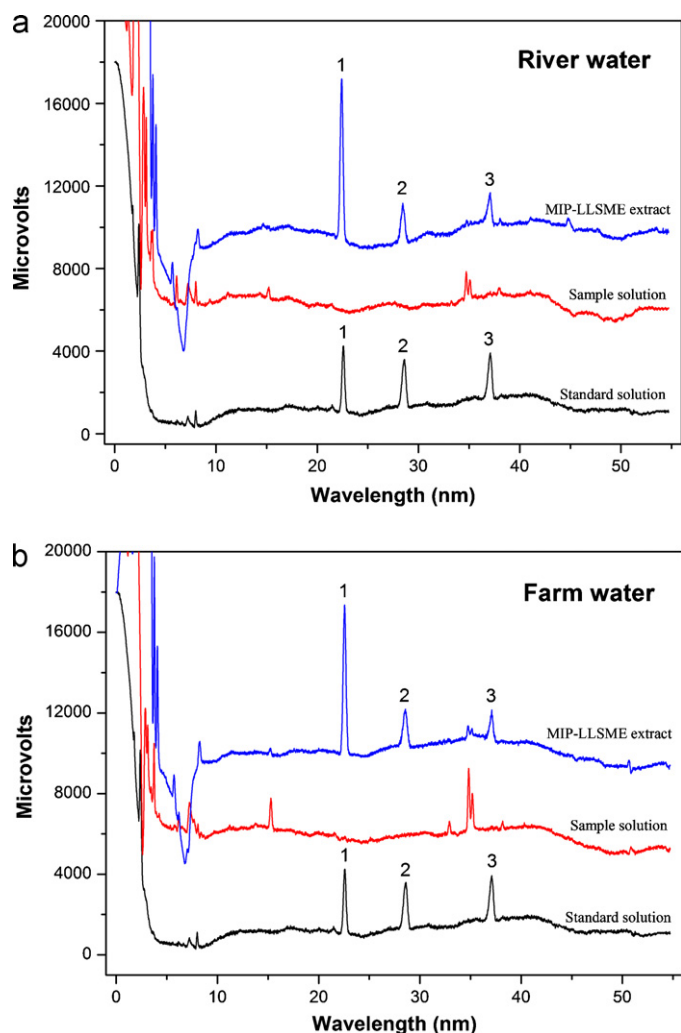 a
20000
16000
12000
8000
4000
0
Microvolts
River water
1
2
3
MIP-LLSME extract
Sample solution
1
2
3
Standard solution
0
10
20
30
40
50
Wavelength (nm)
b
20000
16000
12000
8000
4000
0
Microvolts
Farm water
1
2
3
MIP-LLSME extract
Sample solution
1
2
3
Standard solution
0
10
20
30
40
50
Wavelength (nm)